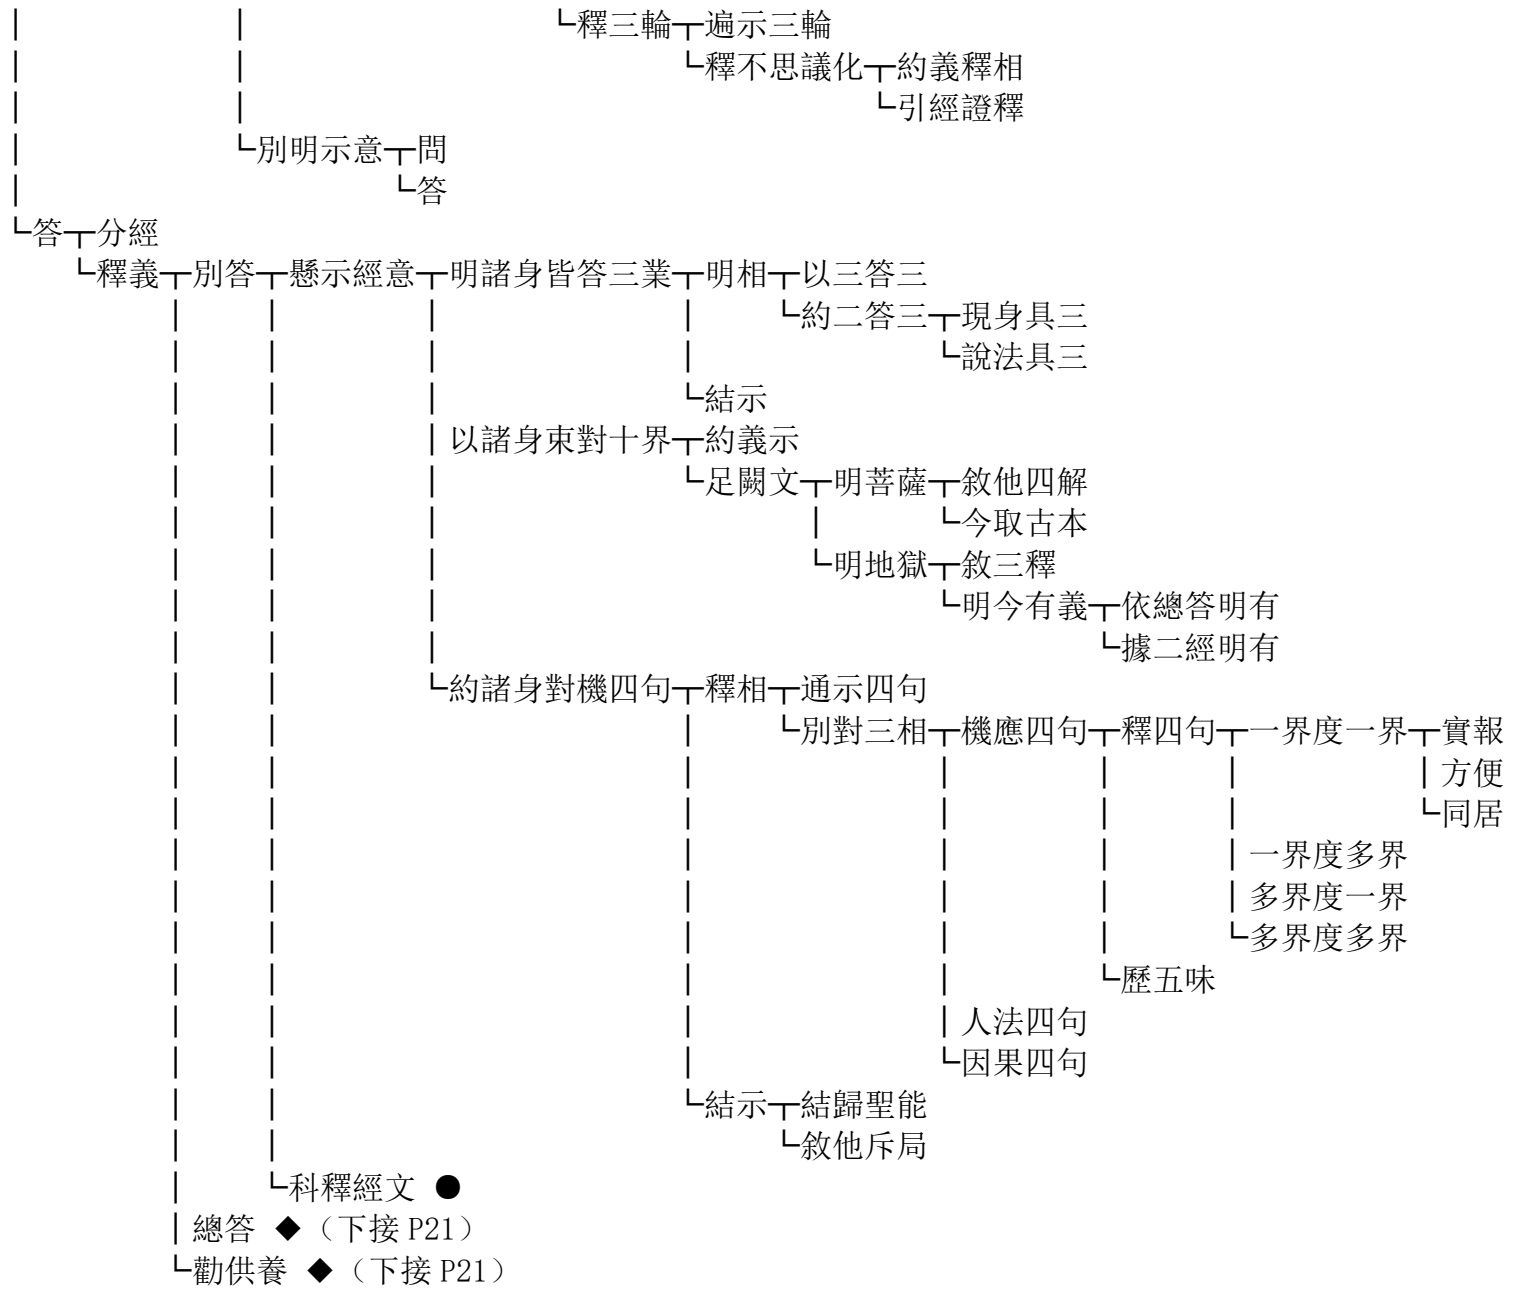 │　　　　　　│　　　　　　　　　└釋三輪┬遍示三輪
│　　　　　　│　　　　　　　　　　　　　└釋不思議化┬約義釋相
│　　　　　　│　　　　　　　　　　　　　　　　　　　└引經證釋
│　　　　　　└別明示意┬問
│　　　　　　　　　　　└答
└答┬分經
　　└釋義┬別答┬懸示經意┬明諸身皆答三業┬明相┬以三答三
　　　　　│　　│　　　　│　　　　　　　│　　└約二答三┬現身具三
　　　　　│　　│　　　　│　　　　　　　│　　　　　　　└說法具三
　　　　　│　　│　　　　│　　　　　　　└結示
　　　　　│　　│　　　　│以諸身束對十界┬約義示
　　　　　│　　│　　　　│　　　　　　　└足闕文┬明菩薩┬敘他四解
　　　　　│　　│　　　　│　　　　　　　　　　　│　　　└今取古本
　　　　　│　　│　　　　│　　　　　　　　　　　└明地獄┬敘三釋
　　　　　│　　│　　　　│　　　　　　　　　　　　　　　└明今有義┬依總答明有
　　　　　│　　│　　　　│　　　　　　　　　　　　　　　　　　　　└據二經明有
　　　　　│　　│　　　　└約諸身對機四句┬釋相┬通示四句
　　　　　│　　│　　　　　　　　　　　　│　　└別對三相┬機應四句┬釋四句┬一界度一界┬實報
　　　　　│　　│　　　　　　　　　　　　│　　　　　　　│　　　　│　　　│　　　　　│方便
　　　　　│　　│　　　　　　　　　　　　│　　　　　　　│　　　　│　　　│　　　　　└同居
　　　　　│　　│　　　　　　　　　　　　│　　　　　　　│　　　　│　　　│一界度多界
　　　　　│　　│　　　　　　　　　　　　│　　　　　　　│　　　　│　　　│多界度一界
　　　　　│　　│　　　　　　　　　　　　│　　　　　　　│　　　　│　　　└多界度多界
　　　　　│　　│　　　　　　　　　　　　│　　　　　　　│　　　　└歷五味
　　　　　│　　│　　　　　　　　　　　　│　　　　　　　│人法四句
　　　　　│　　│　　　　　　　　　　　　│　　　　　　　└因果四句
　　　　　│　　│　　　　　　　　　　　　└結示┬結歸聖能
　　　　　│　　│　　　　　　　　　　　　　　　└敘他斥局
　　　　　│　　└科釋經文 ●
　　　　　│總答 ◆（下接 P21）
　　　　　└勸供養 ◆（下接 P21）